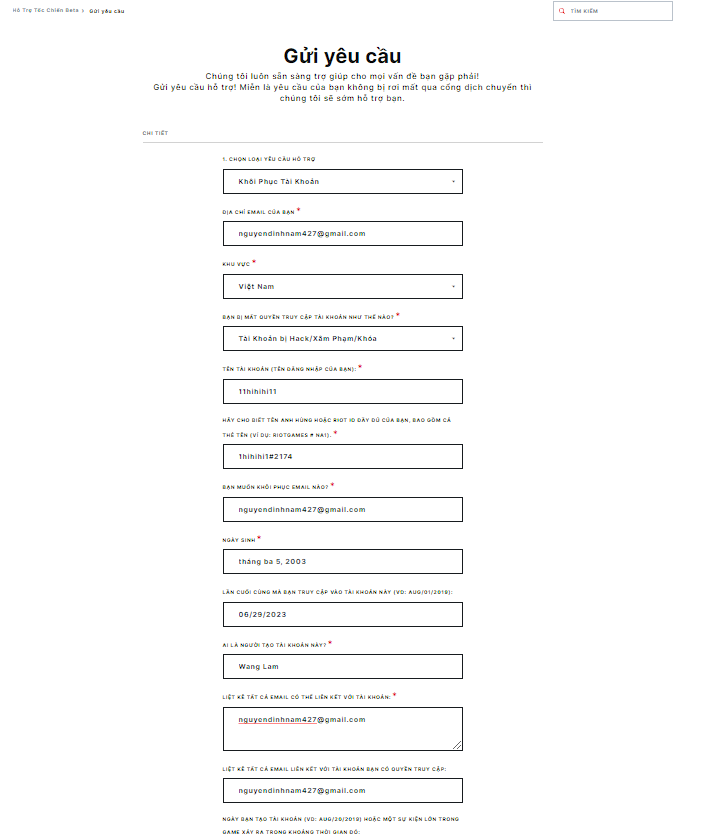 Hỗ Trợ Tốc Chiến Beta › Gửi yêu cầu
TÌM KIẾM
Gửi yêu cầu
Chúng tôi luôn sẵn sàng trợ giúp cho mọi vấn đề bạn gặp phải!
Gửi yêu cầu hỗ trợ! Miễn là yêu cầu của bạn không bị rơi mất qua cổng dịch chuyển thì
chúng tôi sẽ sớm hỗ trợ bạn.
CHI TIẾT
1. CHỌN LOẠI YÊU CẦU HỖ TRỢ
Khôi Phục Tài Khoản
ĐỊA CHỈ EMAIL CỦA BẠN *
nguyendinhnam427@gmail.com
KHU VỰC *
Việt Nam
BẠN BỊ MẤT QUYỀN TRUY CẬP TÀI KHOẢN NHƯ THẾ NÀO? *
Tài Khoản bị Hack/Xâm Phạm/Khóa
TÊN TÀI KHOẢN (TÊN ĐĂNG NHẬP CỦA BẠN): *
11hihihi11
HÃY CHO BIẾT TÊN ANH HÙNG HOẶC RIOT ID ĐẦY ĐỦ CỦA BẠN, BAO GỒM CẢ
THẺ TÊN (VÍ DỤ: RIOTGAMES # NA1). *
1hihihi1#2174
BẠN MUỐN KHÔI PHỤC EMAIL NÀO? *
nguyendinhnam427@gmail.com
NGÀY SINH *
tháng ba 5, 2003
LẦN CUỐI CÙNG MÀ BẠN TRUY CẬP VÀO TÀI KHOẢN NÀY (VD: AUG/01/2019):
06/29/2023
AI LÀ NGƯỜI TẠO TÀI KHOẢN NÀY? *
Wang Lam
LIỆT KÊ TẤT CẢ EMAIL CÓ THỂ LIÊN KẾT VỚI TÀI KHOẢN: *
nguyendinhnam427@gmail.com
LIỆT KÊ TẤT CẢ EMAIL LIÊN KẾT VỚI TÀI KHOẢN BẠN CÓ QUYỀN TRUY CẬP:
nguyendinhnam427@gmail.com
NGÀY BẠN TẠO TÀI KHOẢN (VD: AUG/20/2019) HOẶC MỘT SỰ KIỆN LỚN TRONG
GAME XẢY RA TRONG KHOẢNG THỜI GIAN ĐÓ: